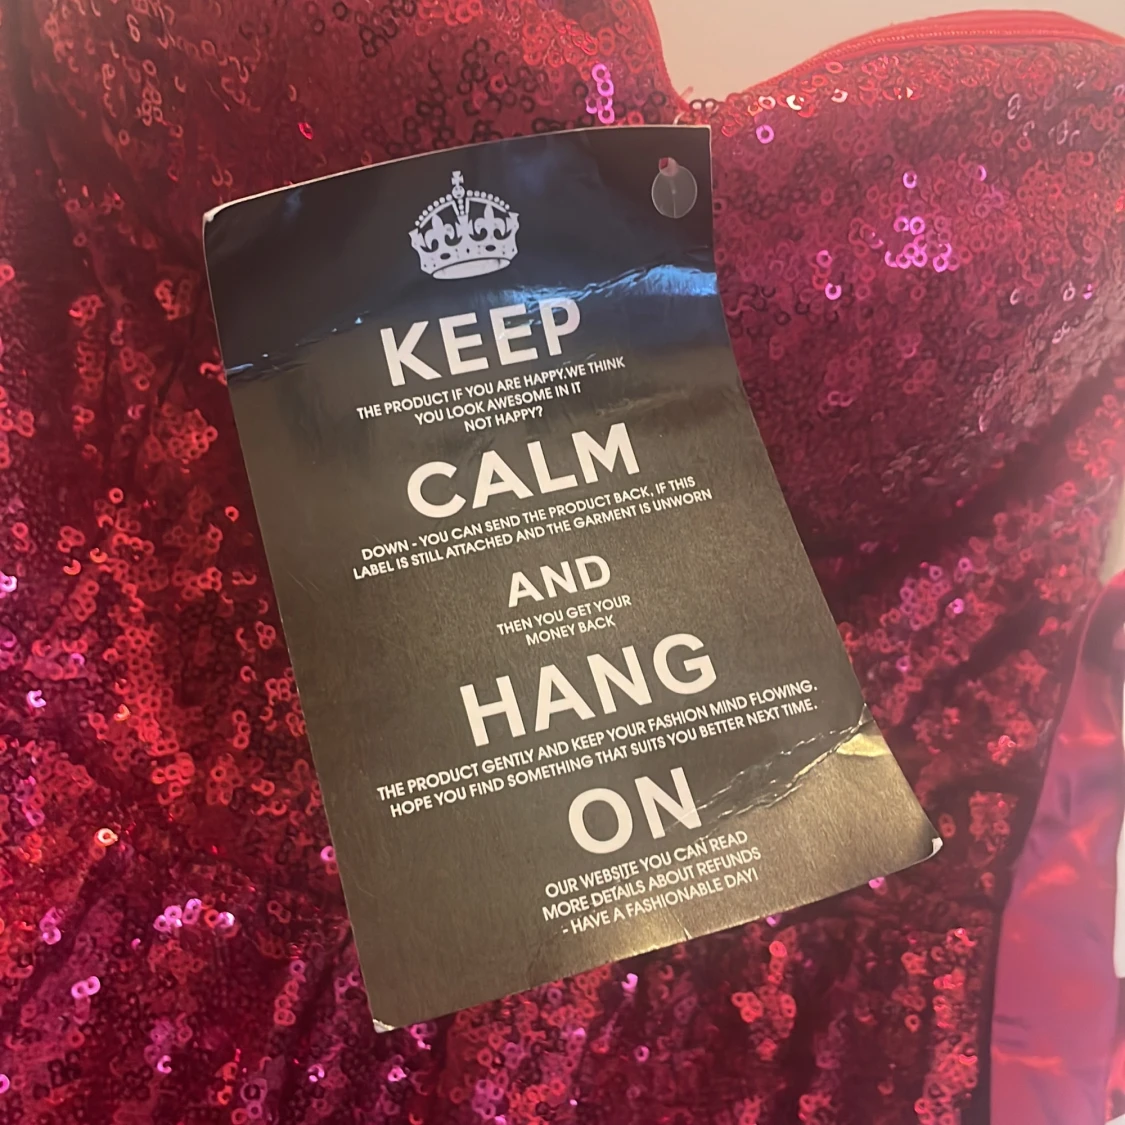 KEEP
THE PRODUCT IF YOU ARE HAPPY.WE THINK
YOU LOOK AWESOME IN IT
NOT HAPPY?
CALM
DOWN - YOU CAN SEND THE PRODUCT BACK, IF THIS
LABEL IS STILL ATTACHED AND THE GARMENT IS UNWORN
AND
THEN YOU GET YOUR
MONEY BACK
HANG
THE PRODUCT GENTLY AND KEEP YOUR FASHION MIND FLOWING.
HOPE YOU FIND SOMETHING THAT SUITS YOU BETTER NEXT TIME.
ON
OUR WEBSITE YOU CAN READ
MORE DETAILS ABOUT REFUNDS
- HAVE A FASHIONABLE DAY!